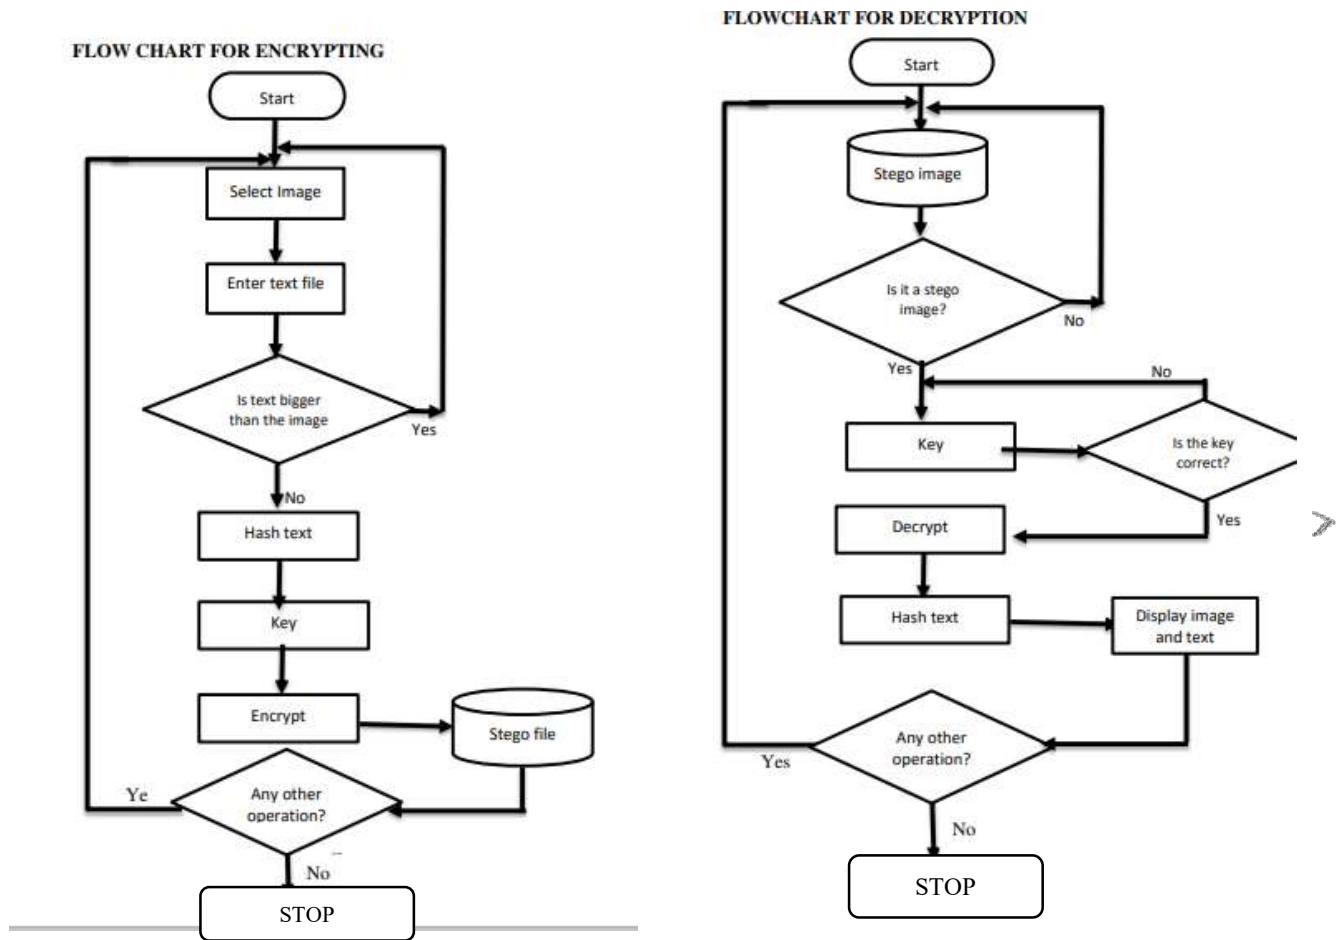 FLOW CHART FOR ENCRYPTING
Start
Select Image
Enter text file
Is text bigger
than the image
Yes
No
Hash text
Key
Encrypt
Stego file
Any other
operation?
Ye
No
STOP
FLOWCHART FOR DECRYPTION
Start
Stego image
Is it a stego
image?
No
Yes
No
Key
Is the key
correct?
Yes
Decrypt
Hash text
Display image
and text
Any other
operation?
Yes
No
STOP